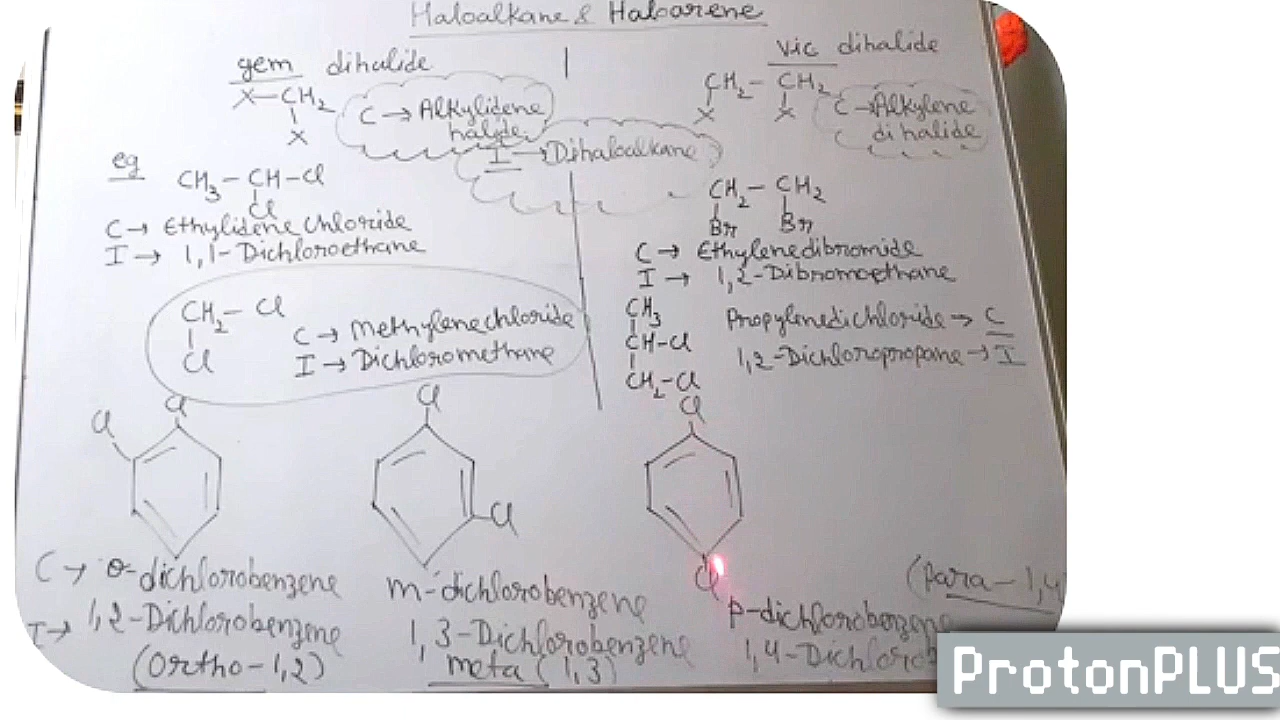 Haloalkane & Haloarene
gem dihalide
X—CH2
X
C → Alkylidene
halide
I → Dihaloalkane
vic dihalide
CH2 – CH2
X X
C → Alkylene
dihalide
eg
CH3 – CH – Cl
Cl
C → Ethylidene Chloride
I → 1,1-Dichloroethane
CH2 – CH2
Br Br
C → Ethylenedibromide
I → 1,2-Dibromoethane
CH2 – Cl
Cl
C → Methylenechloride
I → Dichloromethane
CH3
CH-Cl
CH2-Cl
Propylenedichloride → C
1,2-Dichloropropane → I
Cl
Cl
Cl
Cl
Cl
Cl
C → o-dichlorobenzene
I → 1,2-Dichlorobenzene
(Ortho-1,2)
m-dichlorobenzene
1,3-Dichlorobenzene
meta (1,3)
(Para-1,4
p-dichlorobenzene
1,4-Dichlorob
ProtonPLUS